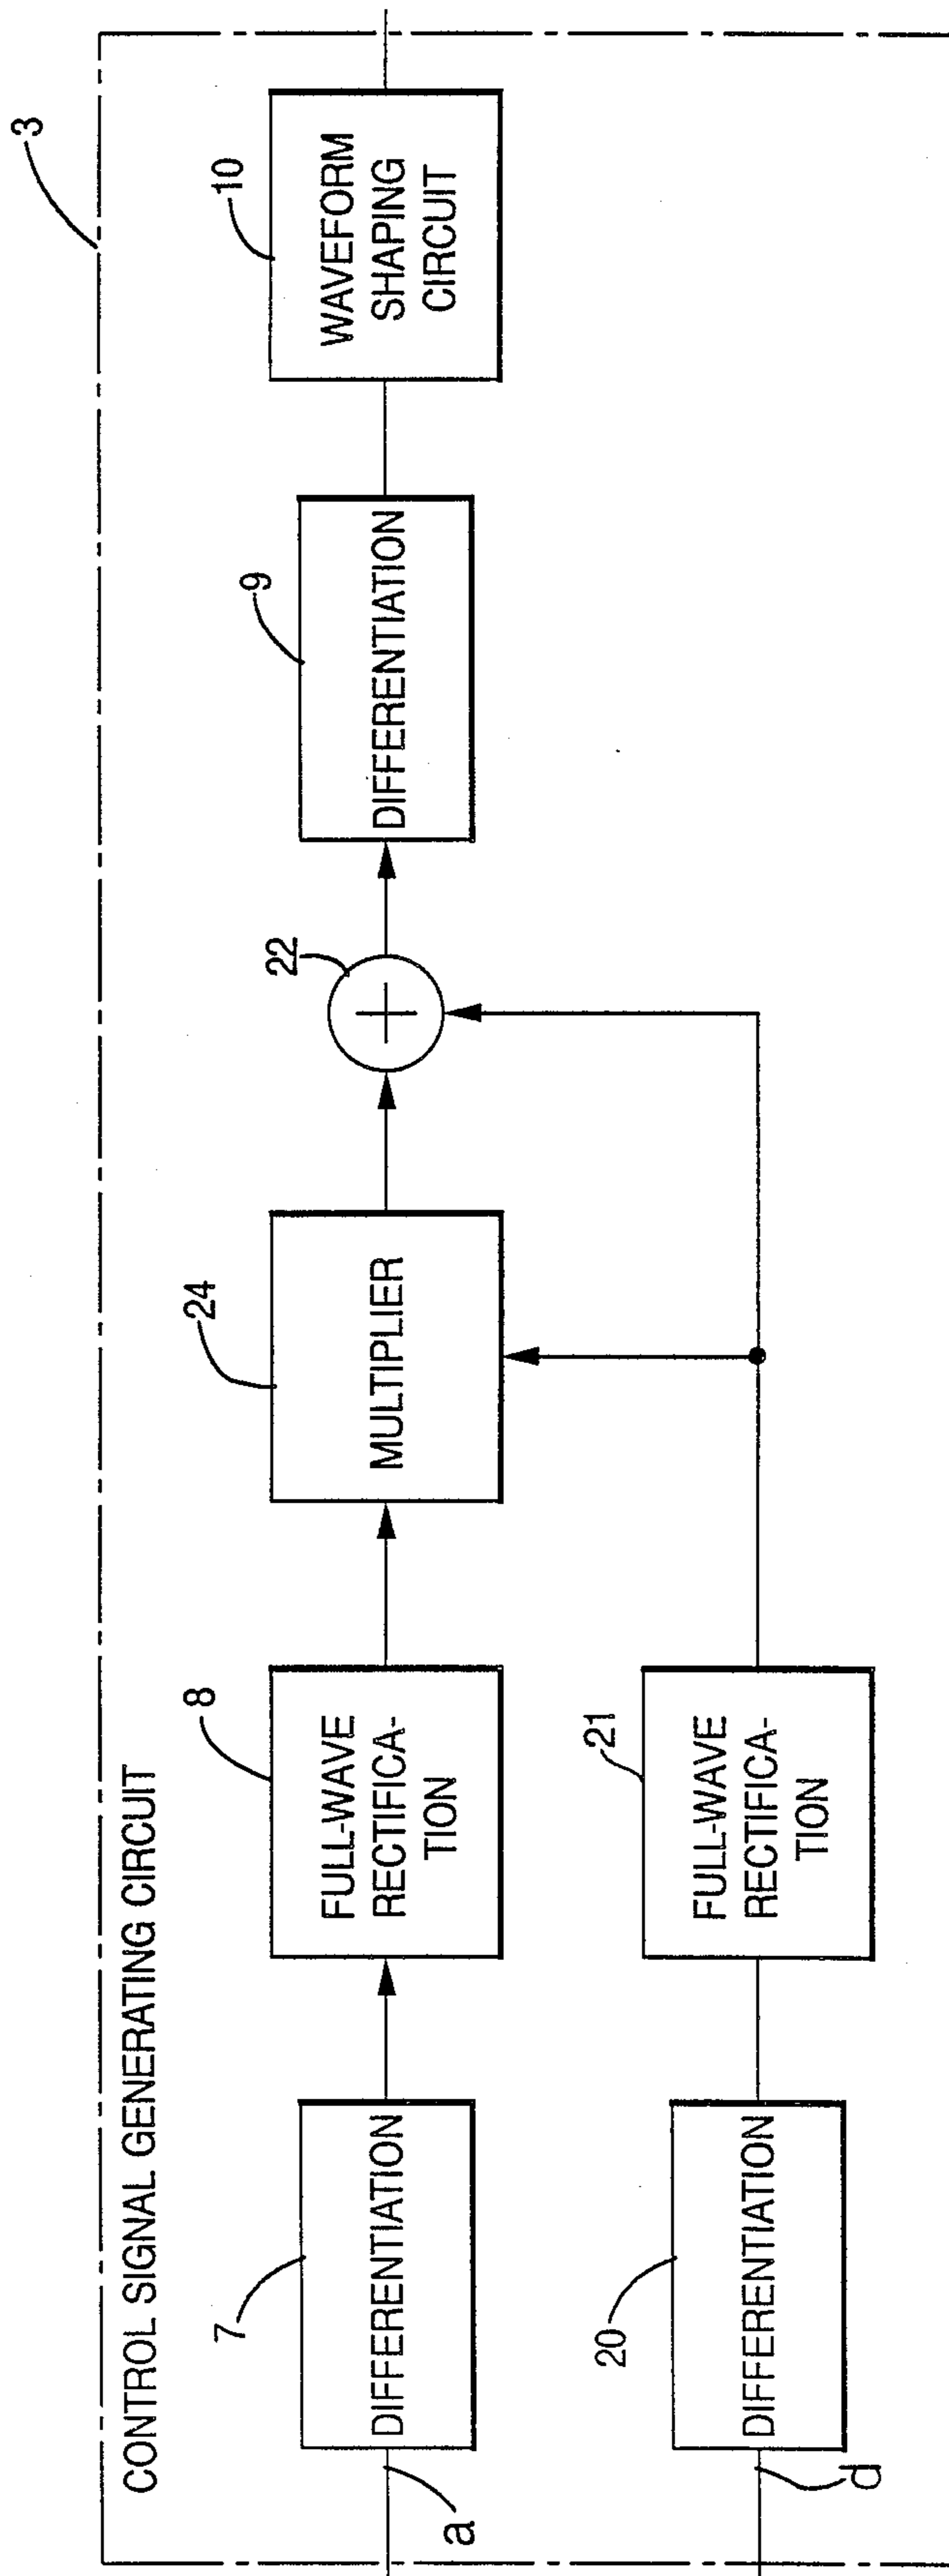 3
CONTROL SIGNAL GENERATING CIRCUIT
7
DIFFERENTIATION
a
8
FULL-WAVE
RECTIFICA-
TION
24
MULTIPLIER
22
+
9
DIFFERENTIATION
10
WAVEFORM
SHAPING
CIRCUIT
20
DIFFERENTIATION
d
21
FULL-WAVE
RECTIFICA-
TION